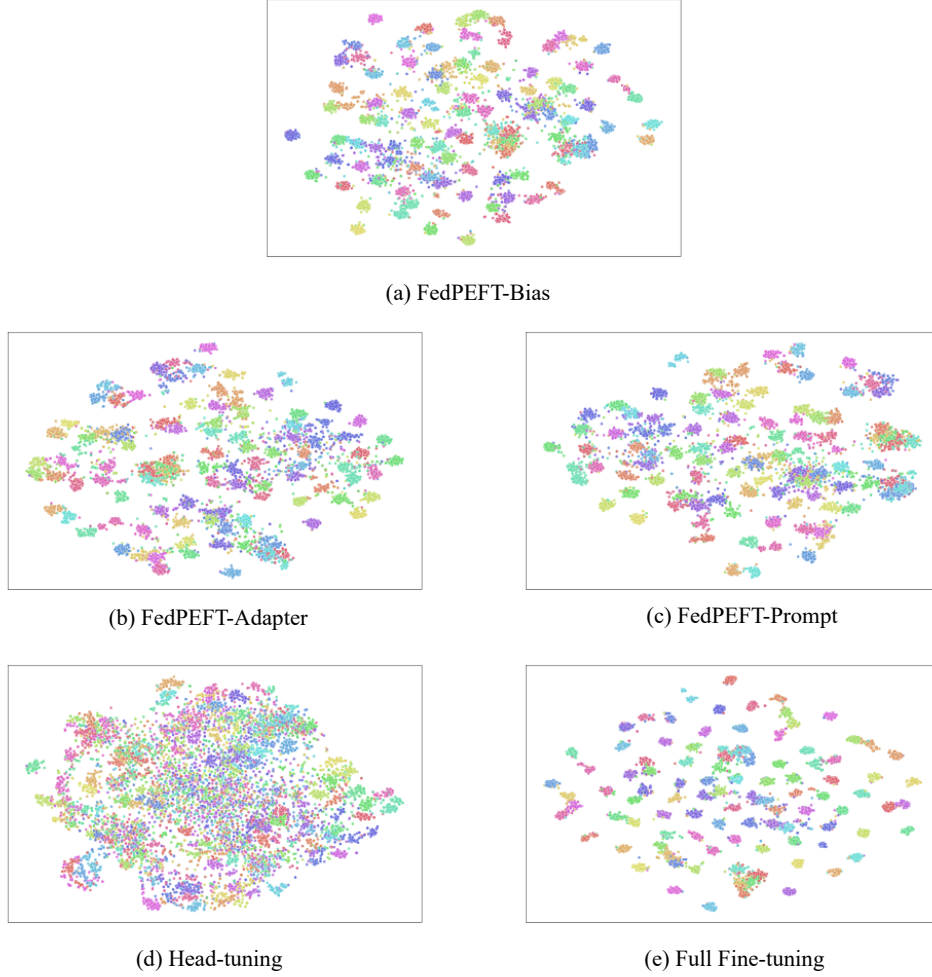 (a) FedPEFT-Bias
(b) FedPEFT-Adapter
(c) FedPEFT-Prompt
(d) Head-tuning
(e) Full Fine-tuning